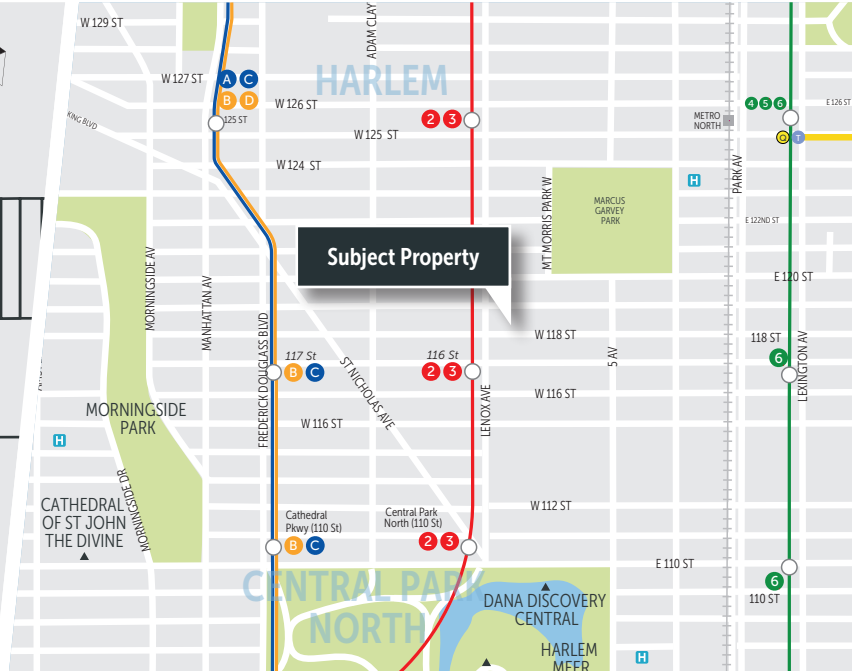 W 129 ST
ADAM CLAY
W 127 ST
A C
HARLEM
B D
W 126 ST
4 5 6
E 126 ST
KING BLVD
125 ST
2 3
METRO
NORTH
W 125 ST
Q T
W 124 ST
PARK AV
H
MT MORRIS PARK W
MARCUS
GARVEY
PARK
E 122ND ST
Subject Property
MORNINGSIDE AV
MANHATTAN AV
E 120 ST
FREDERICK DOUGLASS BLVD
W 118 ST
118 ST
5 AV
LEXINGTON AV
117 St
B C
116 St
2 3
6
ST NICHOLAS AVE
LENOX AVE
W 116 ST
MORNINGSIDE
PARK
W 116 ST
H
MORNINGSIDE DR
CATHEDRAL
OF ST JOHN
THE DIVINE
W 112 ST
Cathedral
Pkwy (110 St)
B C
Central Park
North (110 St)
2 3
E 110 ST
6
110 ST
CENTRAL PARK
NORTH
DANA DISCOVERY
CENTRAL
HARLEM
MEER
H